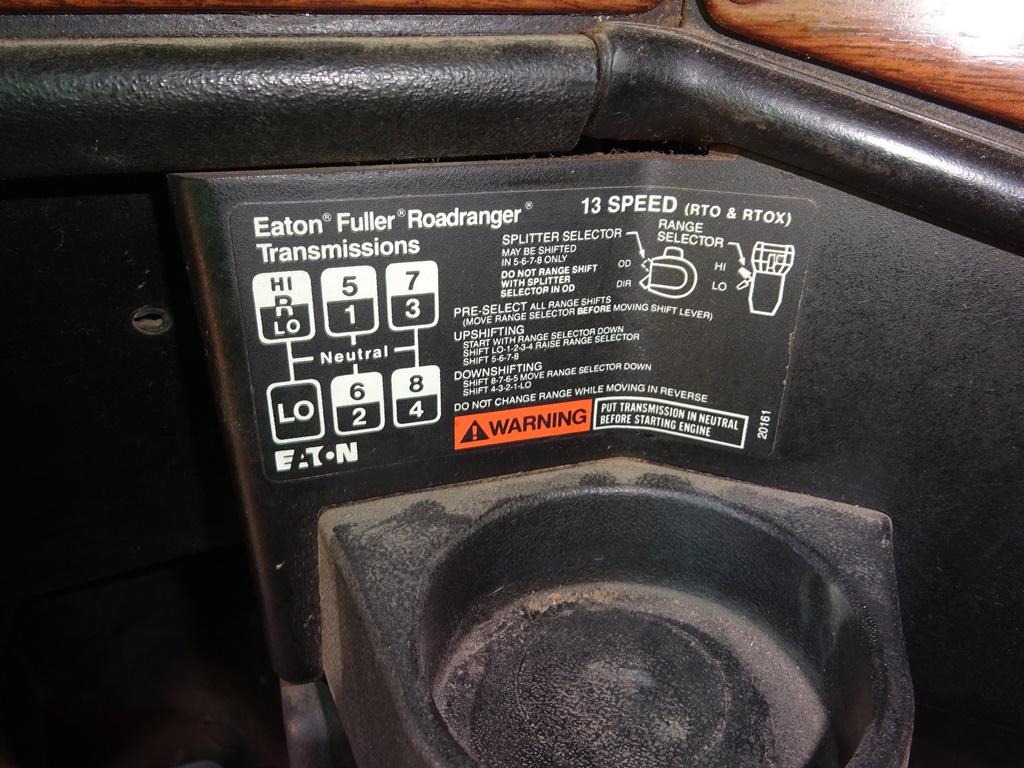 Eaton® Fuller® Roadranger®
Transmissions
13 SPEED (RTO & RTOX)
HI
R
LO
5
1
7
3
Neutral
LO
6
2
8
4
EATON
SPLITTER SELECTOR
MAY BE SHIFTED
IN 5-6-7-8 ONLY
DO NOT RANGE SHIFT
WITH SPLITTER
SELECTOR IN OD
OD
DIR
RANGE
SELECTOR
HI
LO
PRE-SELECT ALL RANGE SHIFTS
(MOVE RANGE SELECTOR BEFORE MOVING SHIFT LEVER)
UPSHIFTING
START WITH RANGE SELECTOR DOWN
SHIFT LO-1-2-3-4 RAISE RANGE SELECTOR
SHIFT 5-6-7-8
DOWNSHIFTING
SHIFT 8-7-6-5 MOVE RANGE SELECTOR DOWN
SHIFT 4-3-2-1-LO
DO NOT CHANGE RANGE WHILE MOVING IN REVERSE
WARNING
PUT TRANSMISSION IN NEUTRAL
BEFORE STARTING ENGINE
20161